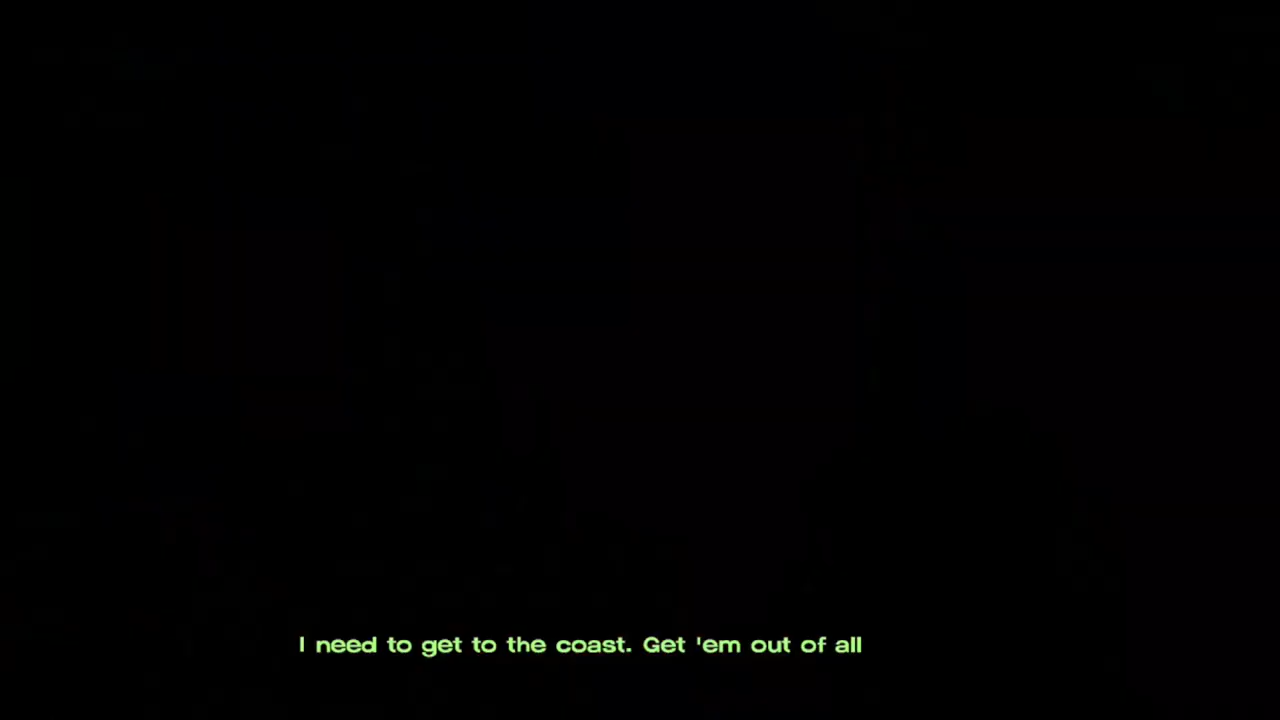 I need to get to the coast. Get 'em out of all